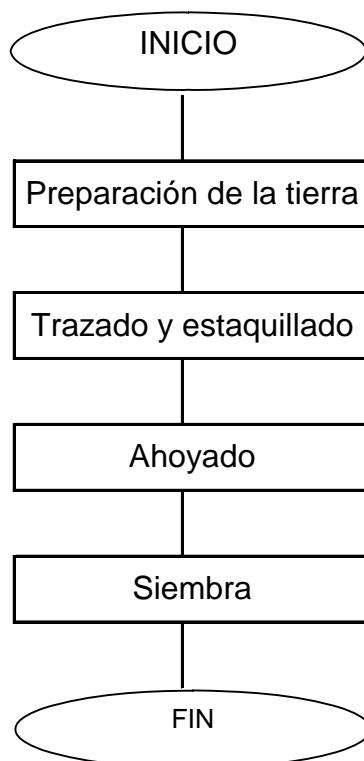 INICIO
Preparación de la tierra
Trazado y estaquillado
Ahoyado
Siembra
FIN